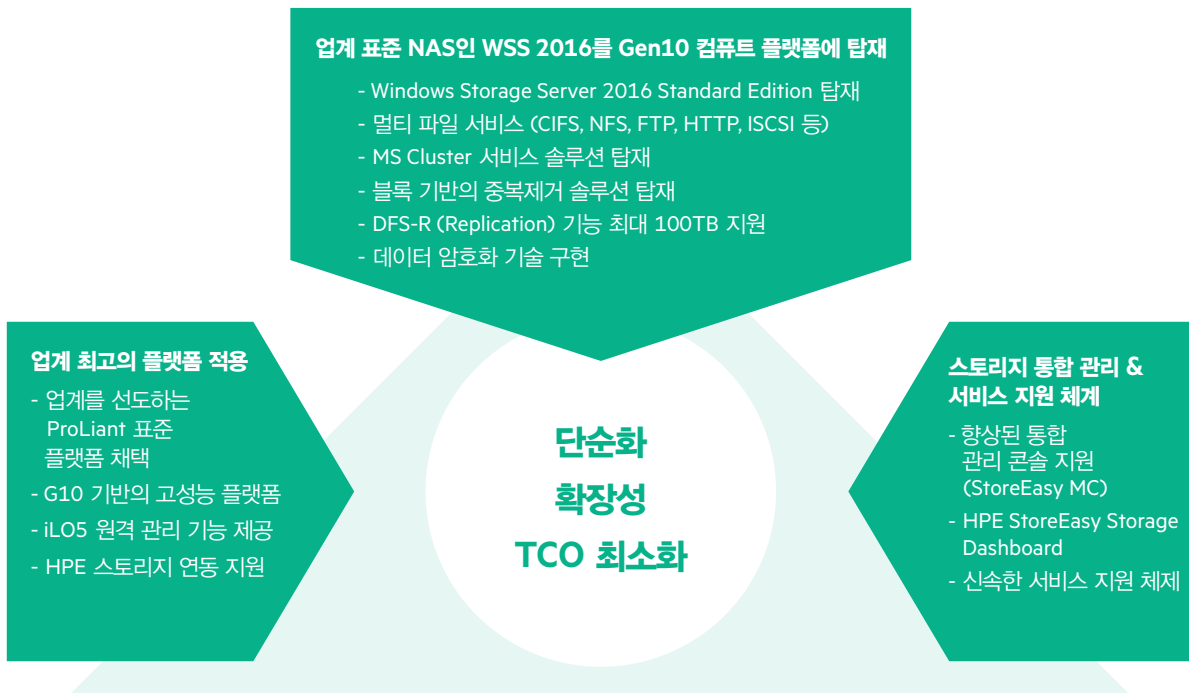 업계 표준 NAS인 WSS 2016를 Gen10 컴퓨트 플랫폼에 탑재
- Windows Storage Server 2016 Standard Edition 탑재
- 멀티 파일 서비스 (CIFS, NFS, FTP, HTTP, ISCSI 등)
- MS Cluster 서비스 솔루션 탑재
- 블록 기반의 중복제거 솔루션 탑재
- DFS-R (Replication) 기능 최대 100TB 지원
- 데이터 암호화 기술 구현
업계 최고의 플랫폼 적용
- 업계를 선도하는
ProLiant 표준
플랫폼 채택
- G10 기반의 고성능 플랫폼
- iLO5 원격 관리 기능 제공
- HPE 스토리지 연동 지원
단순화
확장성
TCO 최소화
스토리지 통합 관리 &
서비스 지원 체계
- 향상된 통합
관리 콘솔 지원
(StoreEasy MC)
- HPE StoreEasy Storage
Dashboard
- 신속한 서비스 지원 체제